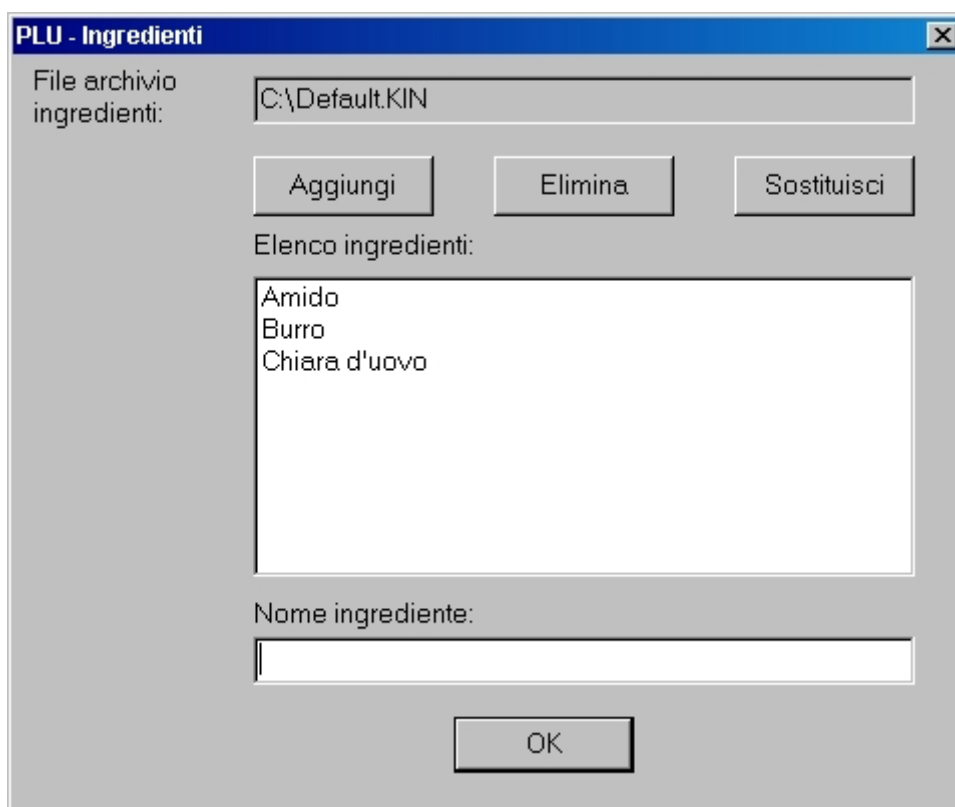 PLU - Ingredienti
File archivio
ingredienti:
C:\Default.KIN
Aggiungi
Elimina
Sostituisci
Elenco ingredienti:
Amido
Burro
Chiara d'uovo
Nome ingrediente:
OK